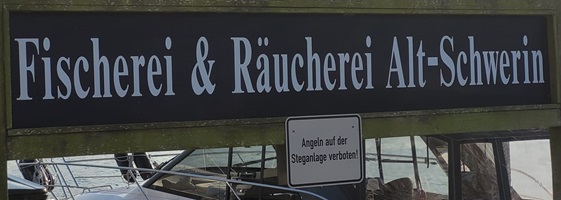 Fischerei & Räucherei Alt-Schwerin
Angeln auf der
Steganlage verboten!